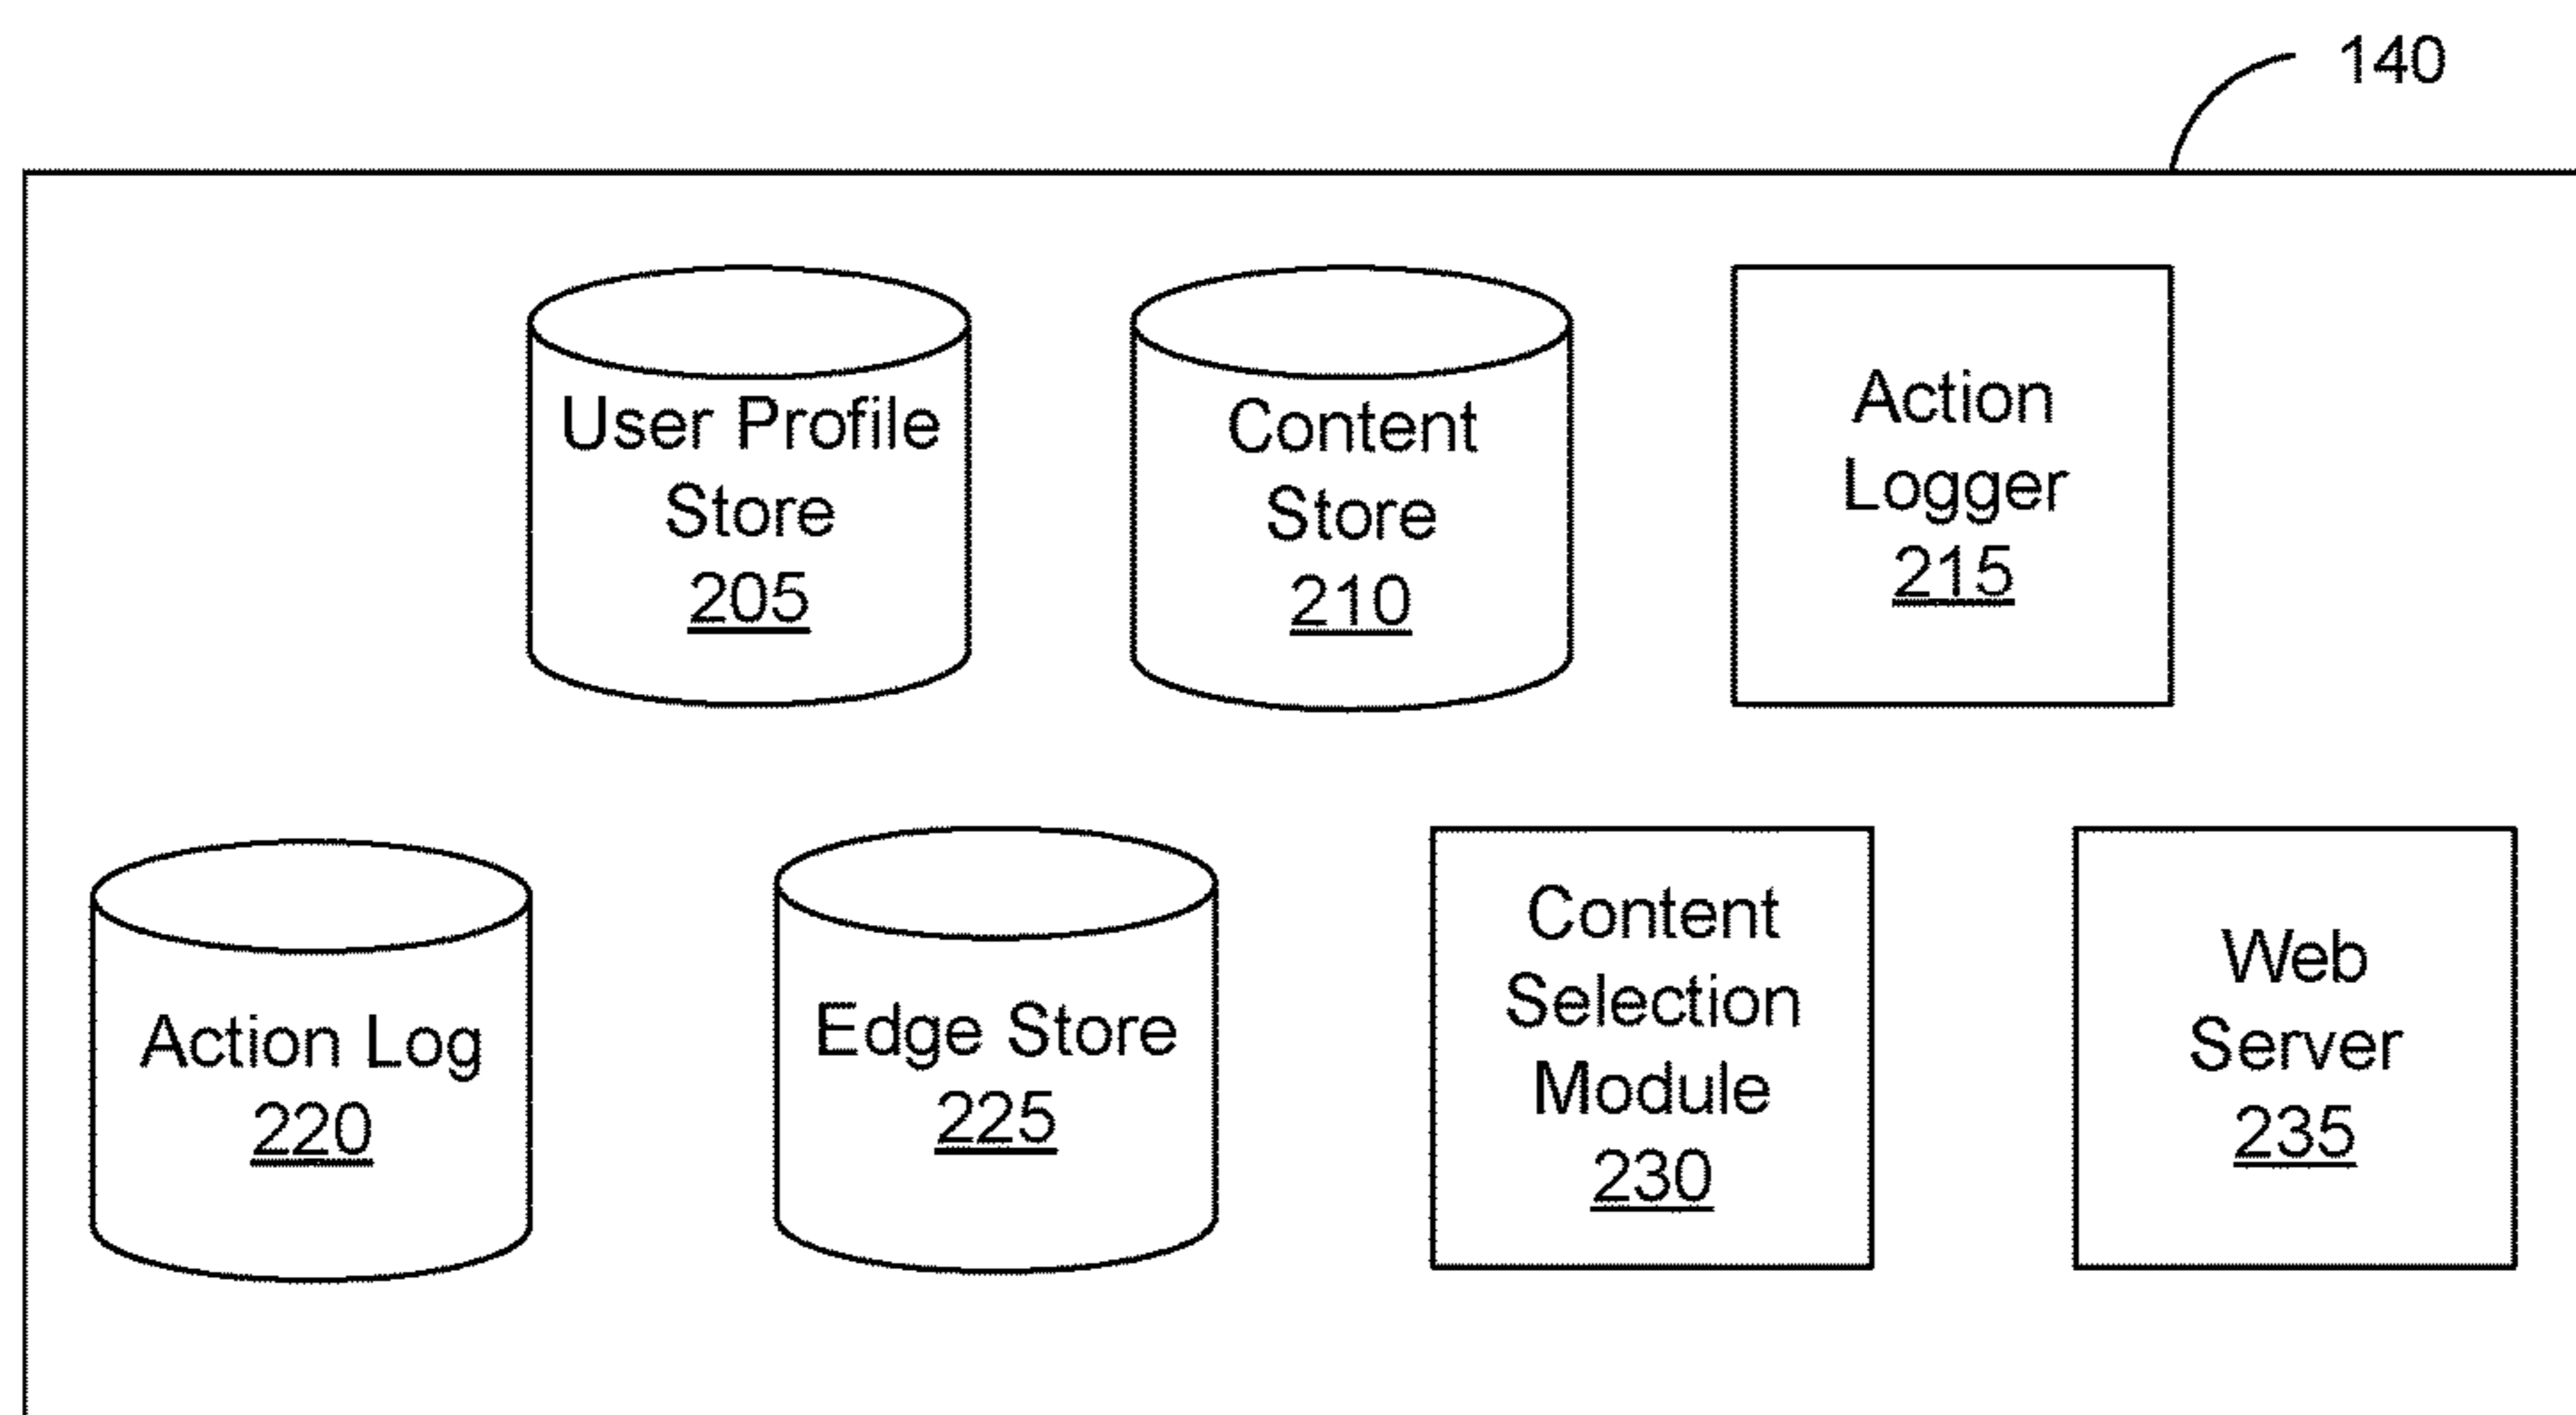 140
User Profile
Store
205
Content
Store
210
Action
Logger
215
Action Log
220
Edge Store
225
Content
Selection
Module
230
Web
Server
235